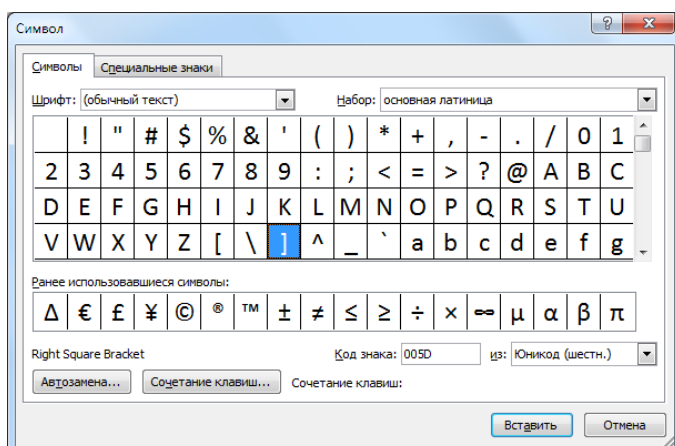 Символ
Символы Специальные знаки
Шрифт: (обычный текст) Набор: основная латиница
! " # $ % & ' ( ) * + , - . / 0 1
2 3 4 5 6 7 8 9 : ; < = > ? @ A B C
D E F G H I J K L M N O P Q R S T U
V W X Y Z [ \ ] ^ _ ` a b c d e f g
Ранее использовавшиеся символы:
Δ € £ ¥ © ® ™ ± ≠ ≤ ≥ ÷ × ∞ µ α β π
Right Square Bracket Код знака: 005D из: Юникод (шестн.)
Автозамена... Сочетание клавиш... Сочетание клавиш:
Вставить Отмена